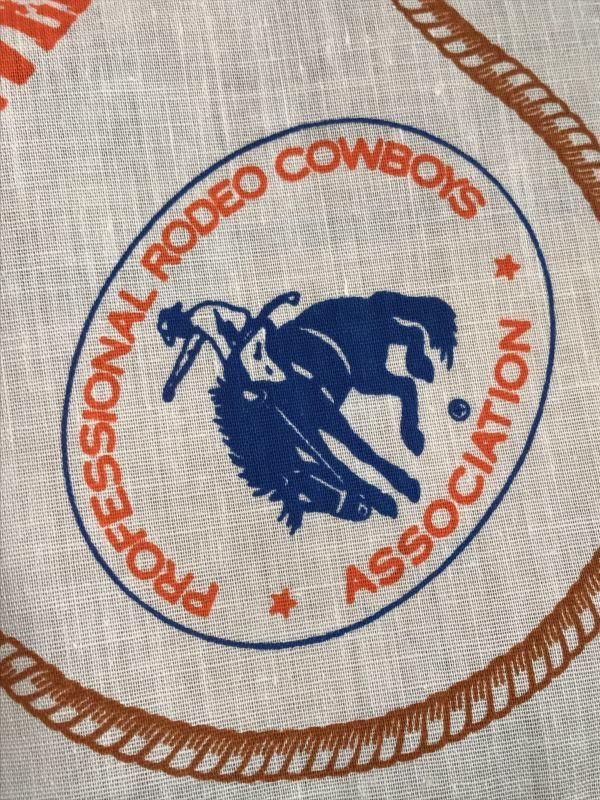 PROFESSIONAL RODEO COWBOYS
ASSOCIATION
®